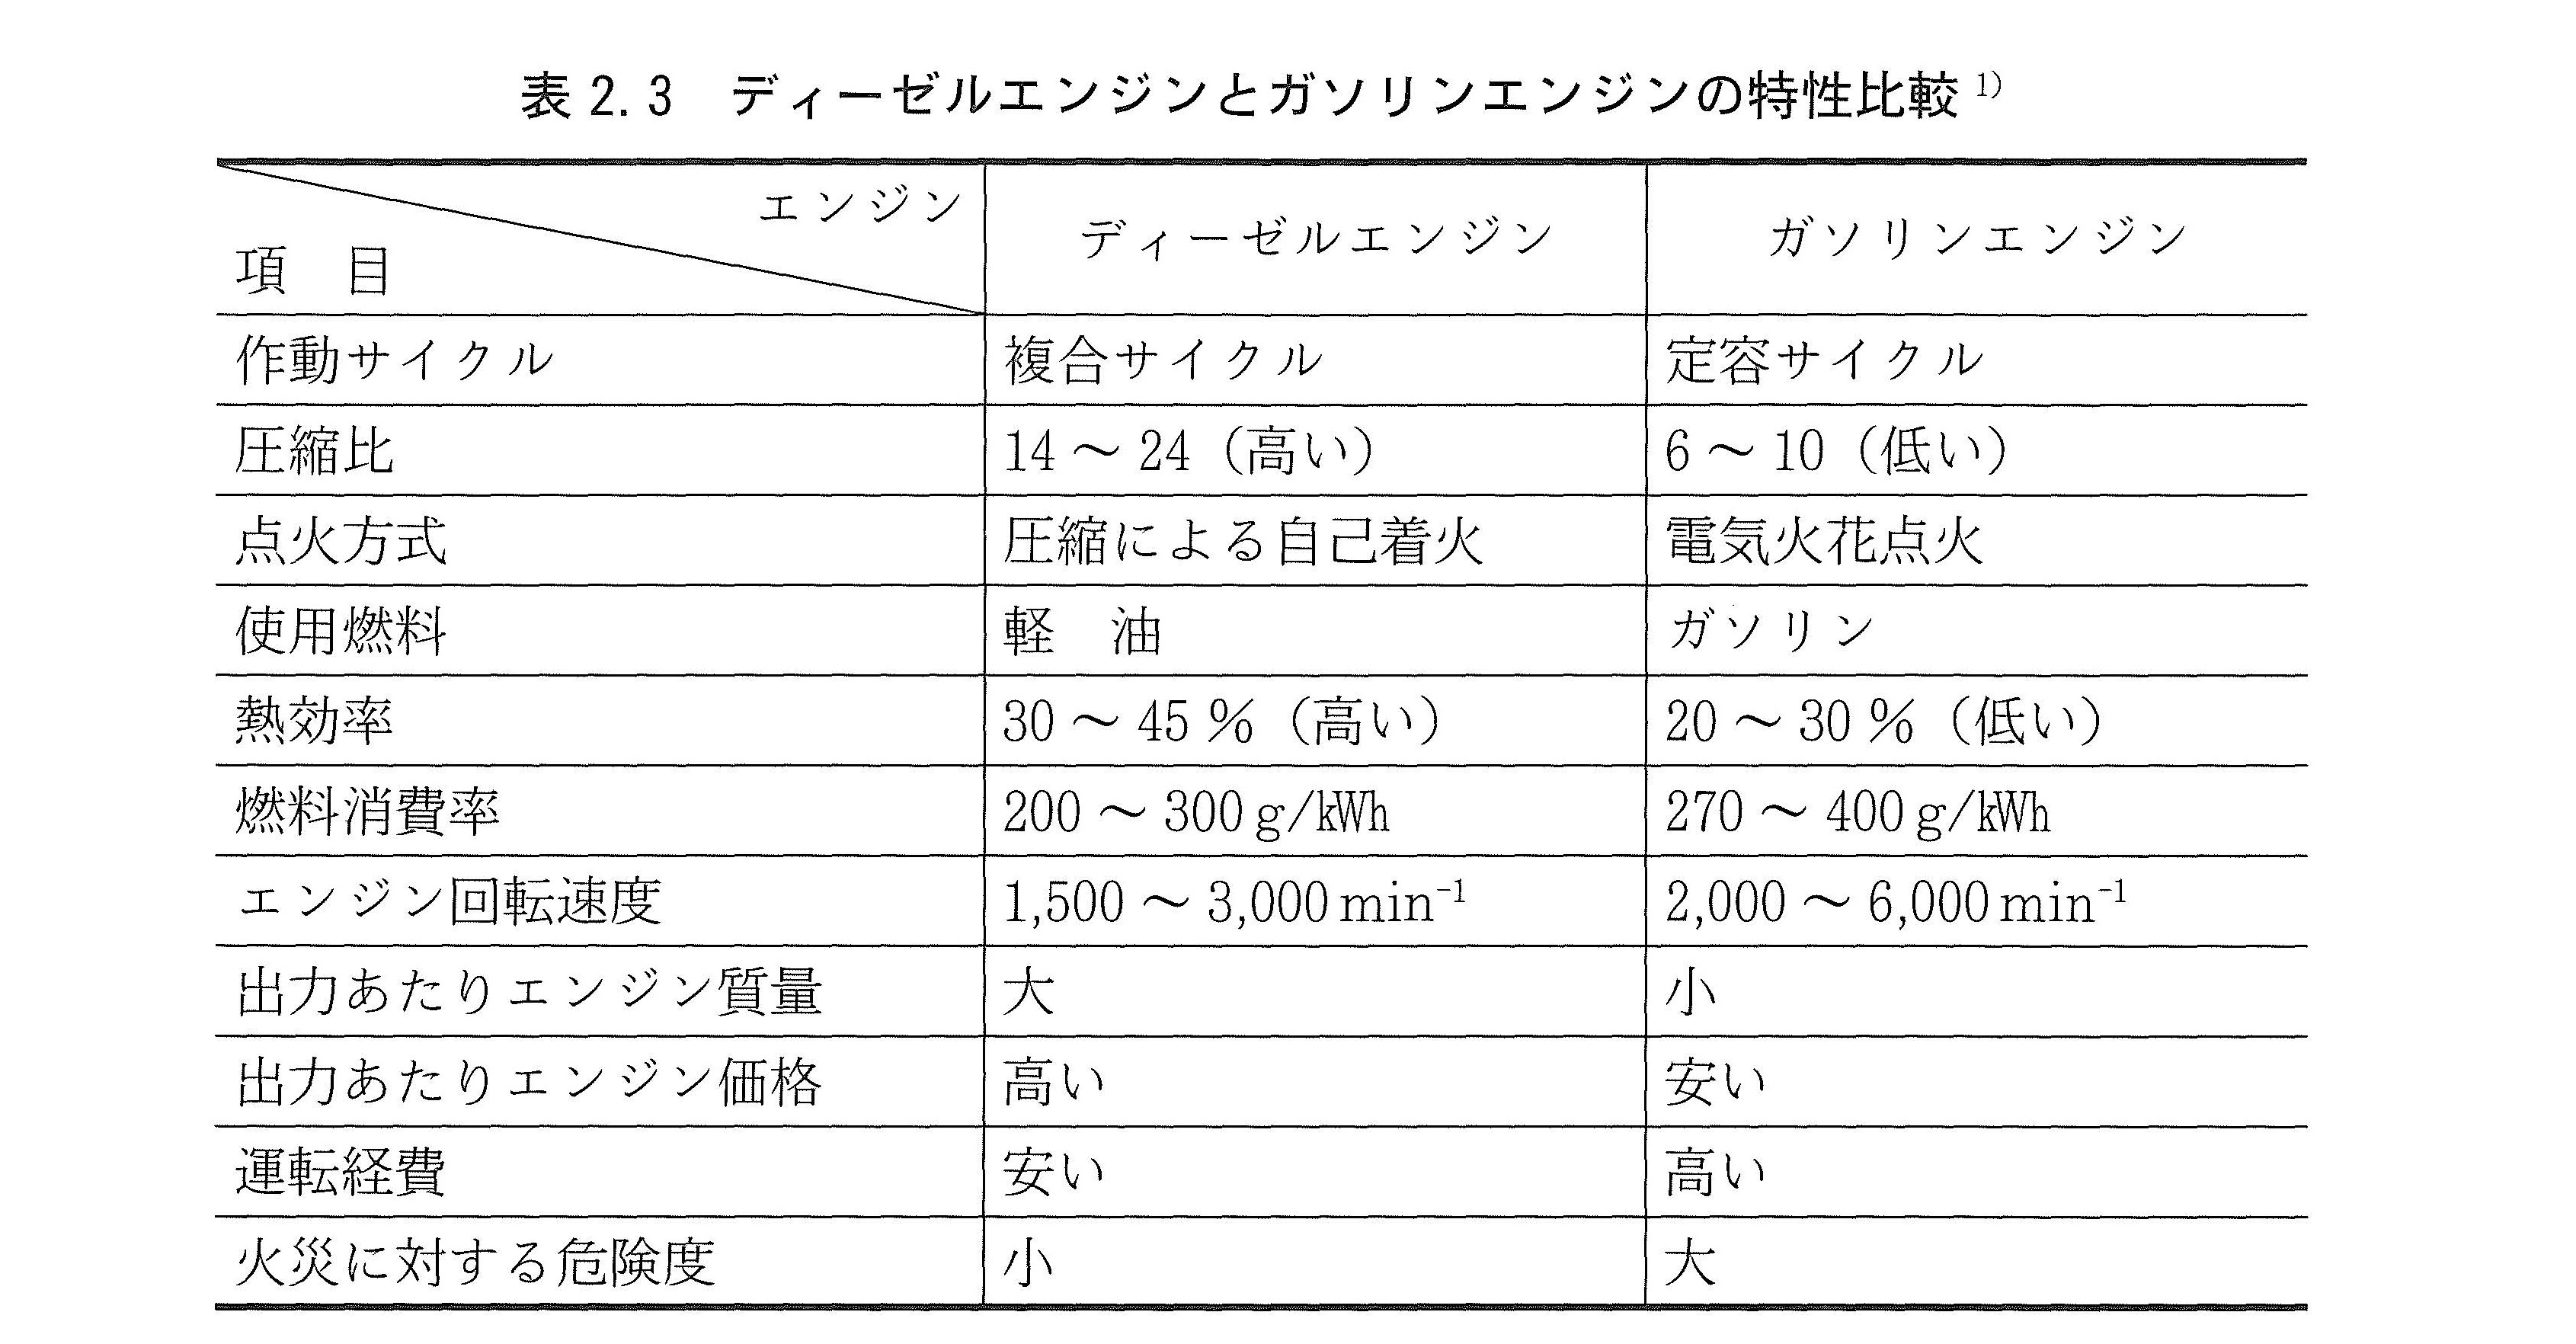 表2.3　ディーゼルエンジンとガソリンエンジンの特性比較1)
エンジン
項　目
ディーゼルエンジン　ガソリンエンジン
作動サイクル　複合サイクル　定容サイクル
圧縮比　14～24（高い）　6～10（低い）
点火方式　圧縮による自己着火　電気火花点火
使用燃料　軽　油　ガソリン
熱効率　30～45％（高い）　20～30％（低い）
燃料消費率　200～300g/kWh　270～400g/kWh
エンジン回転速度　1,500～3,000min⁻¹　2,000～6,000min⁻¹
出力あたりエンジン質量　大　小
出力あたりエンジン価格　高い　安い
運転経費　安い　高い
火災に対する危険度　小　大